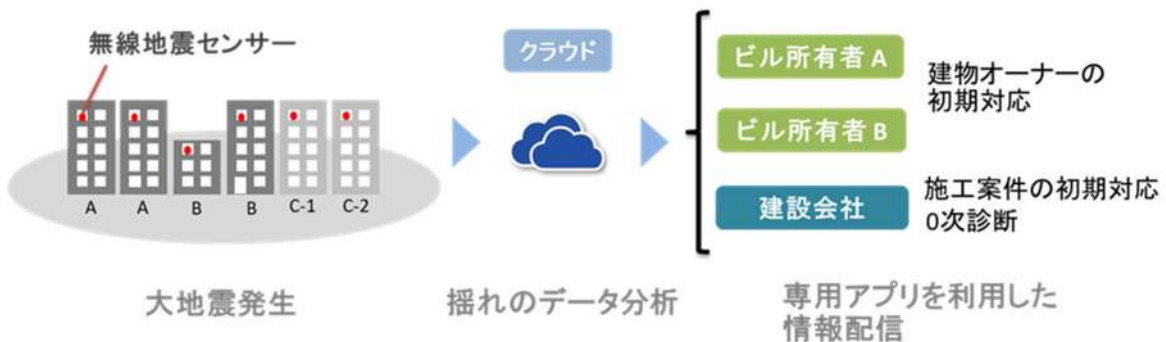 無線地震センサー
A
A
B
B
C-1
C-2
大地震発生
クラウド
揺れのデータ分析
ビル所有者 A
ビル所有者 B
建物オーナーの
初期対応
建設会社
施工案件の初期対応
0次診断
専用アプリを利用した
情報配信